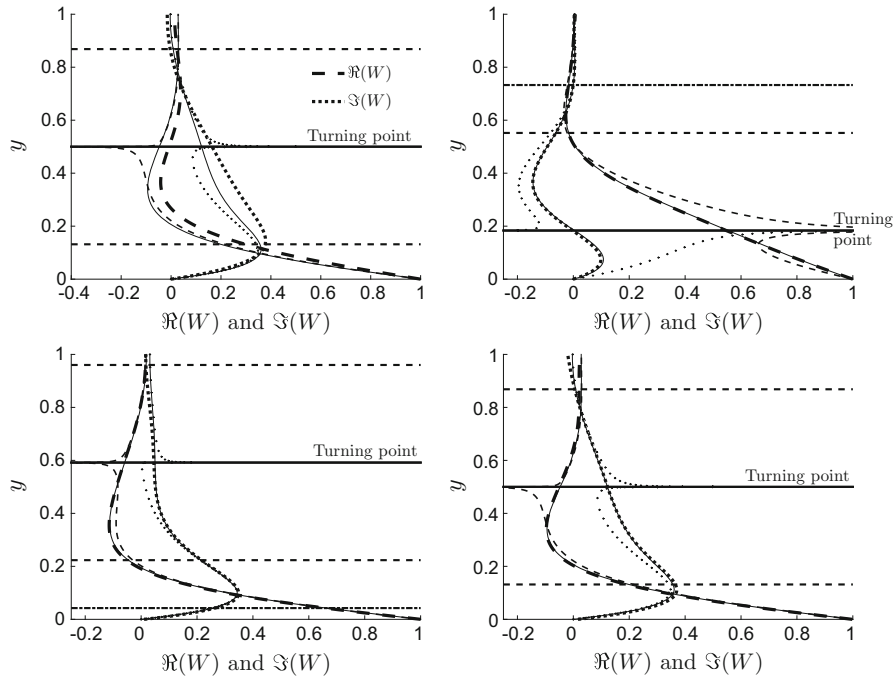 1
0.8
0.6
0.4
0.2
0
y
ℜ(W)
ℑ(W)
Turning point
-0.4 -0.2 0 0.2 0.4 0.6 0.8 1
ℜ(W) and ℑ(W)
1
0.8
0.6
0.4
0.2
0
y
Turning
point
-0.2 0 0.2 0.4 0.6 0.8 1
ℜ(W) and ℑ(W)
1
0.8
0.6
0.4
0.2
0
y
Turning point
-0.2 0 0.2 0.4 0.6 0.8 1
ℜ(W) and ℑ(W)
1
0.8
0.6
0.4
0.2
0
y
Turning point
-0.2 0 0.2 0.4 0.6 0.8 1
ℜ(W) and ℑ(W)